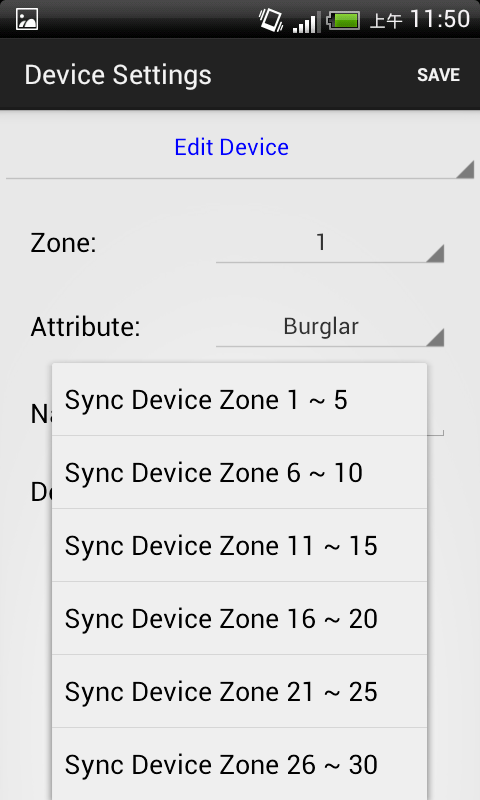 上午 11:50
Device Settings
SAVE
Edit Device
Zone:
1
Attribute:
Burglar
Sync Device Zone 1 ~ 5
Sync Device Zone 6 ~ 10
Sync Device Zone 11 ~ 15
Sync Device Zone 16 ~ 20
Sync Device Zone 21 ~ 25
Sync Device Zone 26 ~ 30